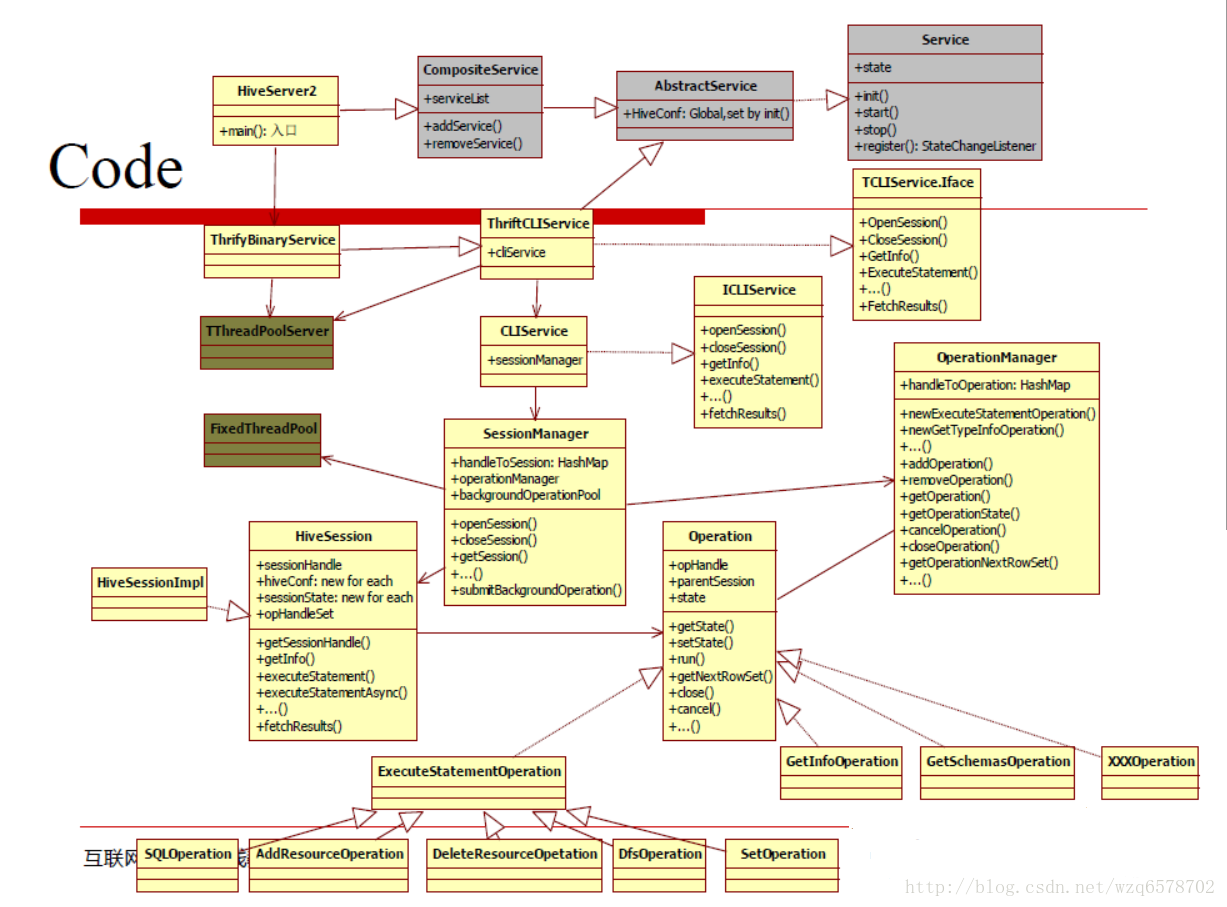 Service
+state
+init()
+start()
+stop()
+register(): StateChangeListener
CompositeService
+serviceList
+addService()
+removeService()
AbstractService
+HiveConf: Global,set by init()
HiveServer2
+main(): 入口
Code
TCLIService.Iface
+OpenSession()
+CloseSession()
+GetInfo()
+ExecuteStatement()
+...()
+FetchResults()
ThrifyBinaryService
ThriftCLIService
+cliService
ICLIService
+openSession()
+closeSession()
+getInfo()
+executeStatement()
+...()
+fetchResults()
TThreadPoolServer
CLIService
+sessionManager
OperationManager
+handleToOperation: HashMap
+newExecuteStatementOperation()
+newGetTypeInfoOperation()
+...()
+addOperation()
+removeOperation()
+getOperation()
+getOperationState()
+cancelOperation()
+closeOperation()
+getOperationNextRowSet()
+...()
FixedThreadPool
SessionManager
+handleToSession: HashMap
+operationManager
+backgroundOperationPool
+openSession()
+closeSession()
+getSession()
+...()
+submitBackgroundOperation()
HiveSession
+sessionHandle
+hiveConf: new for each
+sessionState: new for each
+opHandleSet
+getSessionHandle()
+getInfo()
+executeStatement()
+executeStatementAsync()
+...()
+fetchResults()
Operation
+opHandle
+parentSession
+state
+getState()
+setState()
+run()
+getNextRowSet()
+close()
+cancel()
+...()
HiveSessionImpl
ExecuteStatementOperation
GetInfoOperation
GetSchemasOperation
XXXOperation
互联网
SQLOperation
AddResourceOperation
DeleteResourceOpetation
DfsOperation
SetOperation
http://blog.csdn.net/wzq6578702